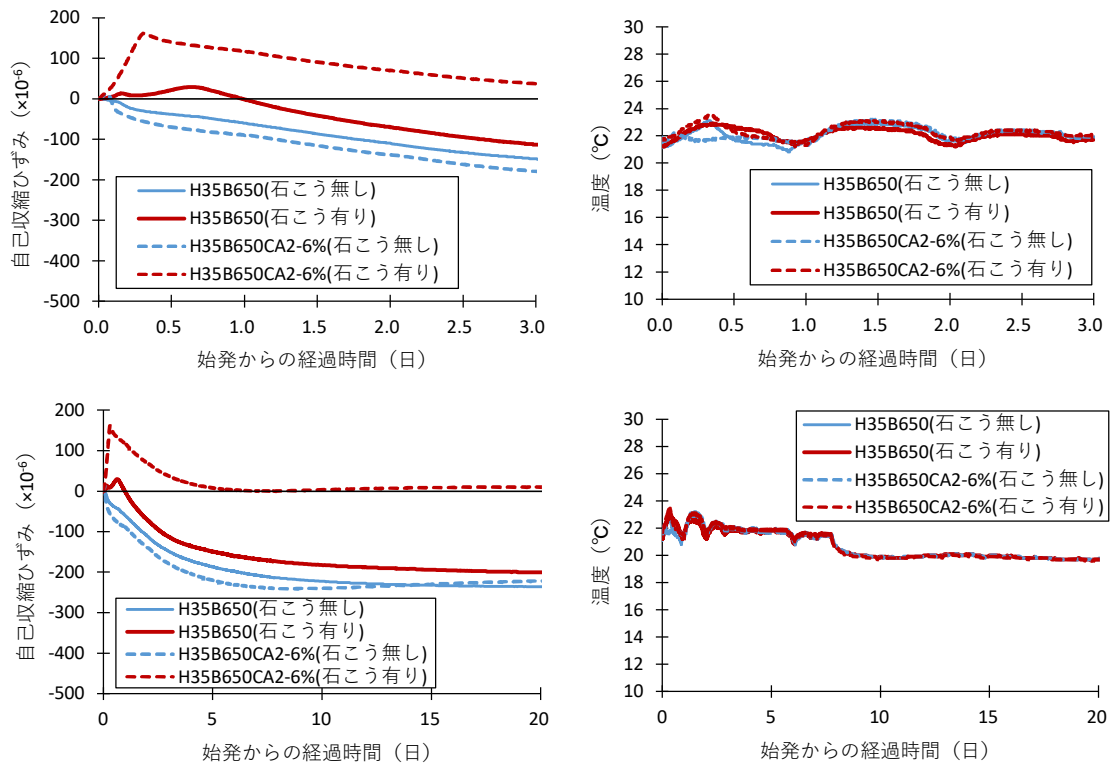 自己収縮ひずみ（×10⁻⁶）
200
100
0
-100
-200
-300
-400
-500
H35B650(石こう無し)
H35B650(石こう有り)
H35B650CA2-6%(石こう無し)
H35B650CA2-6%(石こう有り)
0.0
0.5
1.0
1.5
2.0
2.5
3.0
始発からの経過時間（日）
温度（℃）
30
28
26
24
22
20
18
16
14
12
10
H35B650(石こう無し)
H35B650(石こう有り)
H35B650CA2-6%(石こう無し)
H35B650CA2-6%(石こう有り)
0.0
0.5
1.0
1.5
2.0
2.5
3.0
始発からの経過時間（日）
自己収縮ひずみ（×10⁻⁶）
200
100
0
-100
-200
-300
-400
-500
H35B650(石こう無し)
H35B650(石こう有り)
H35B650CA2-6%(石こう無し)
H35B650CA2-6%(石こう有り)
0
5
10
15
20
始発からの経過時間（日）
温度（℃）
30
28
26
24
22
20
18
16
14
12
10
H35B650(石こう無し)
H35B650(石こう有り)
H35B650CA2-6%(石こう無し)
H35B650CA2-6%(石こう有り)
0
5
10
15
20
始発からの経過時間（日）